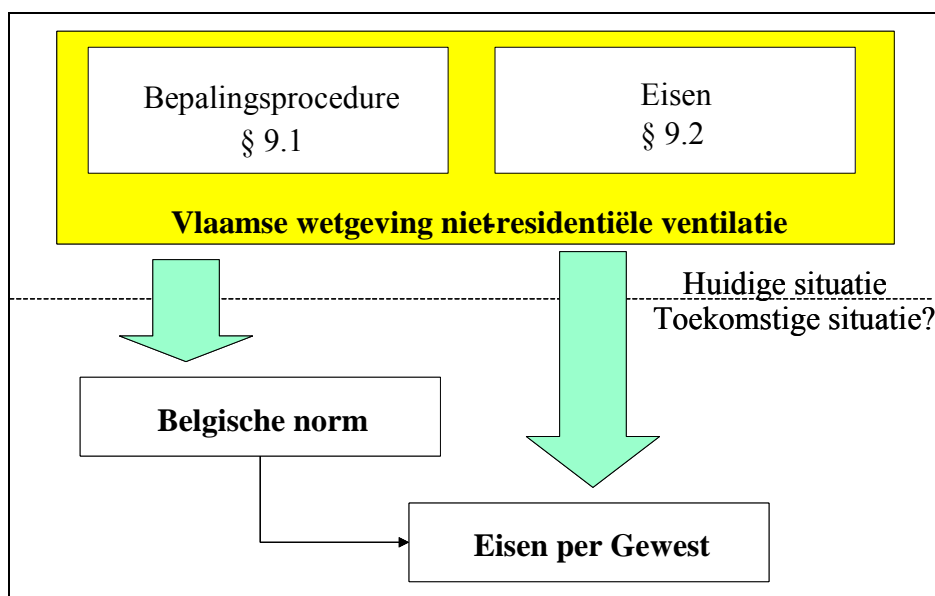 Bepalingsprocedure
§ 9.1
Eisen
§ 9.2
Vlaamse wetgeving niet-residentiële ventilatie
Huidige situatie
Toekomstige situatie?
Belgische norm
Eisen per Gewest